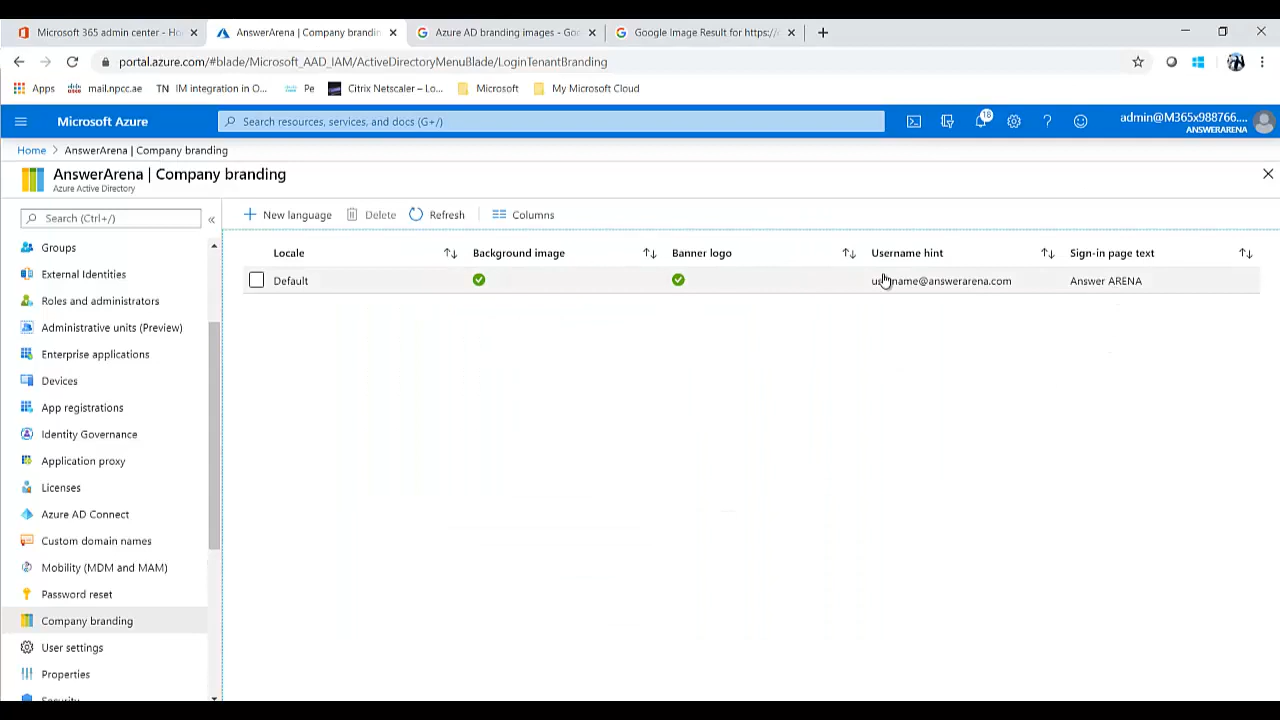 Microsoft 365 admin center - Ho
AnswerArena | Company brandin
Azure AD branding images - Goo
Google Image Result for https://
portal.azure.com/#blade/Microsoft_AAD_IAM/ActiveDirectoryMenuBlade/LoginTenantBranding
Apps
mail.npcc.ae
TN IM integration in O...
Pe
Citrix Netscaler – Lo...
Microsoft
My Microsoft Cloud
Microsoft Azure
Search resources, services, and docs (G+/)
18
admin@M365x988766....
ANSWERARENA
Home > AnswerArena | Company branding
AnswerArena | Company branding
Azure Active Directory
Search (Ctrl+/)
New language
Delete
Refresh
Columns
Groups
External Identities
Roles and administrators
Administrative units (Preview)
Enterprise applications
Devices
App registrations
Identity Governance
Application proxy
Licenses
Azure AD Connect
Custom domain names
Mobility (MDM and MAM)
Password reset
Company branding
User settings
Properties
Locale
Background image
Banner logo
Username hint
Sign-in page text
Default
Answer ARENA